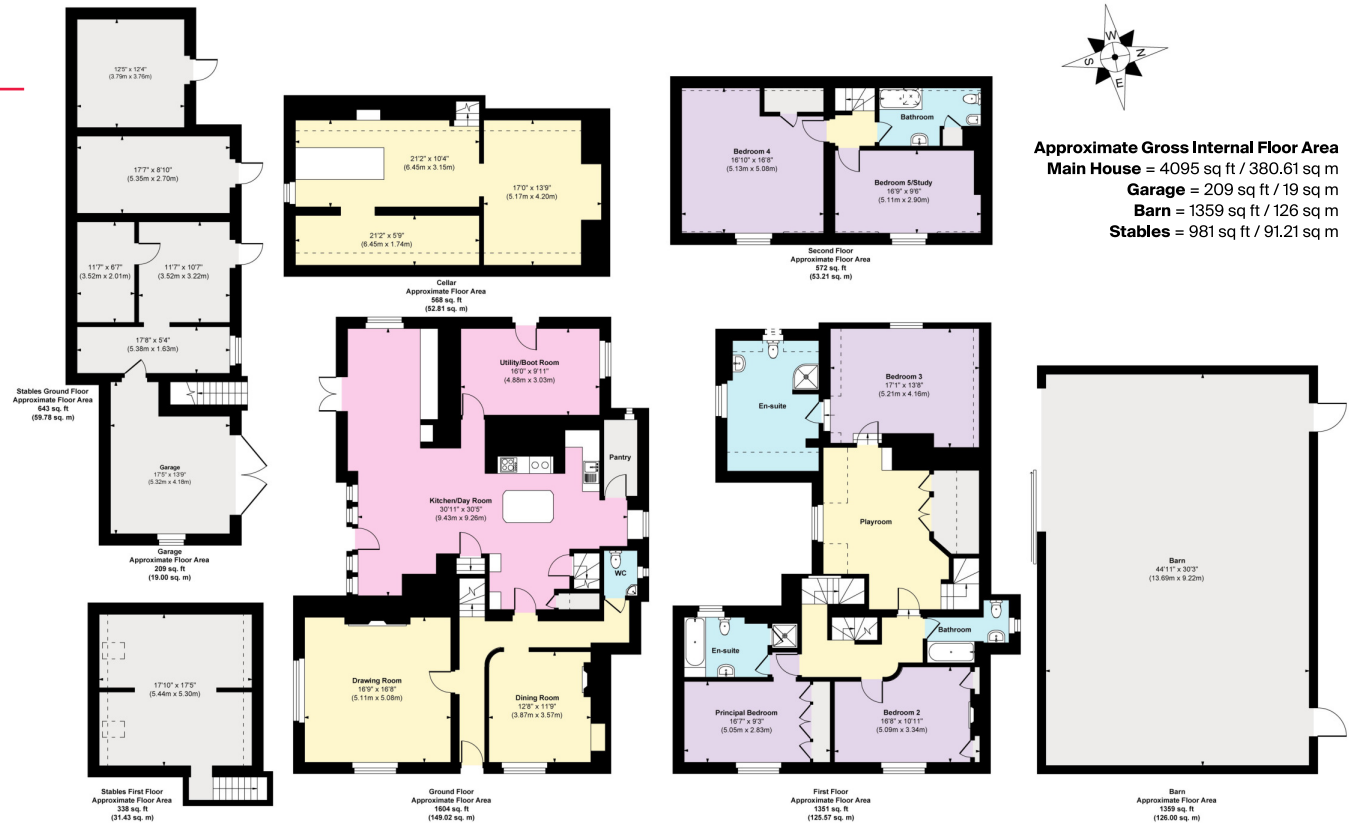 12'5" x 12'4"
(3.79m x 3.76m)
17'7" x 8'10"
(5.35m x 2.70m)
11'7" x 6'7"
(3.52m x 2.01m)
11'7" x 10'7"
(3.52m x 3.22m)
17'8" x 5'4"
(5.38m x 1.63m)
Stables Ground Floor
Approximate Floor Area
643 sq. ft
(59.78 sq. m)
Garage
17'5" x 13'9"
(5.32m x 4.18m)
Garage
Approximate Floor Area
209 sq. ft
(19.00 sq. m)
17'10" x 17'5"
(5.44m x 5.30m)
Stables First Floor
Approximate Floor Area
338 sq. ft
(31.43 sq. m)
21'2" x 10'4"
(6.45m x 3.15m)
17'0" x 13'9"
(5.17m x 4.20m)
21'2" x 5'9"
(6.45m x 1.74m)
Cellar
Approximate Floor Area
568 sq. ft
(52.81 sq. m)
Utility/Boot Room
16'0" x 9'11"
(4.88m x 3.03m)
Pantry
Kitchen/Day Room
30'11" x 30'5"
(9.43m x 9.26m)
WC
Drawing Room
16'9" x 16'8"
(5.11m x 5.08m)
Dining Room
12'8" x 11'9"
(3.87m x 3.57m)
Ground Floor
Approximate Floor Area
1604 sq. ft
(149.02 sq. m)
Bedroom 4
16'10" x 16'8"
(5.13m x 5.08m)
Bathroom
Bedroom 5/Study
16'9" x 9'6"
(5.11m x 2.90m)
Second Floor
Approximate Floor Area
572 sq. ft
(53.21 sq. m)
Bedroom 3
17'1" x 13'8"
(5.21m x 4.16m)
En-suite
Playroom
En-suite
Bathroom
Principal Bedroom
16'7" x 9'3"
(5.05m x 2.83m)
Bedroom 2
16'8" x 10'11"
(5.09m x 3.34m)
First Floor
Approximate Floor Area
1351 sq. ft
(125.57 sq. m)
W
N
S
E
Approximate Gross Internal Floor Area
Main House = 4095 sq ft / 380.61 sq m
Garage = 209 sq ft / 19 sq m
Barn = 1359 sq ft / 126 sq m
Stables = 981 sq ft / 91.21 sq m
Barn
44'11" x 30'3"
(13.69m x 9.22m)
Barn
Approximate Floor Area
1359 sq. ft
(126.00 sq. m)